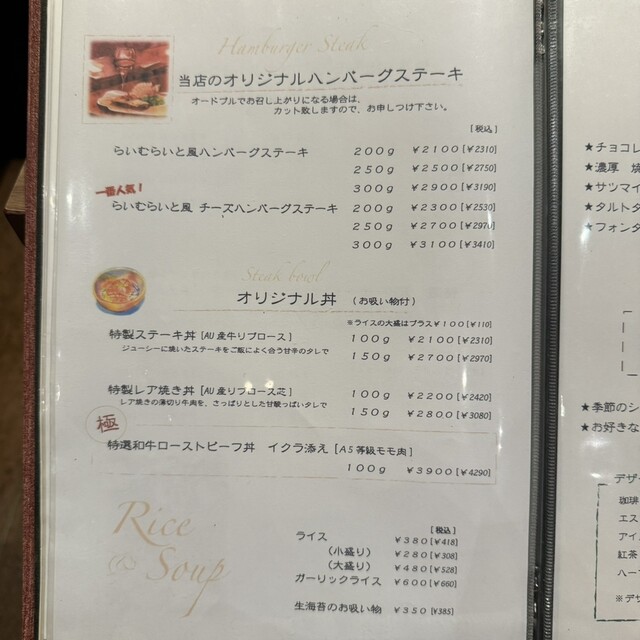 Hamburger Steak
当店のオリジナルハンバーグステーキ
オードブルでお召し上がりになる場合は、
カット致しますので、お申しつけ下さい。
[税込]
らいむらいと風ハンバーグステーキ 200g ¥2100[¥2310]
250g ¥2500[¥2750]
300g ¥2900[¥3190]
一番人気!
らいむらいと風 チーズハンバーグステーキ 200g ¥2300[¥2530]
250g ¥2700[¥2970]
300g ¥3100[¥3410]
Steak bowl
オリジナル丼 (お吸い物付)
※ライスの大盛はプラス¥100[¥110]
特製ステーキ丼[AU産牛リブロース] 100g ¥2100[¥2310]
ジューシーに焼いたステーキをご飯によく合う甘辛のタレで 150g ¥2700[¥2970]
特製レア焼き丼[AU産リブロース芯] 100g ¥2200[¥2420]
レア焼きの薄切り牛肉を、さっぱりとした甘酸っぱいタレで 150g ¥2800[¥3080]
極
特選和牛ローストビーフ丼 イクラ添え[A5等級モモ肉]
100g ¥3900[¥4290]
Rice & Soup
[税込]
ライス ¥380[¥418]
(小盛り) ¥280[¥308]
(大盛り) ¥480[¥528]
ガーリックライス ¥600[¥660]
生海苔のお吸い物 ¥350[¥385]
★チョコレ
★濃厚 焼
★サツマイ
★タルトタ
★フォンタ
★季節のシ
★お好きな
デザー
珈琲
エス
アイ
紅茶
ハー
※デザ